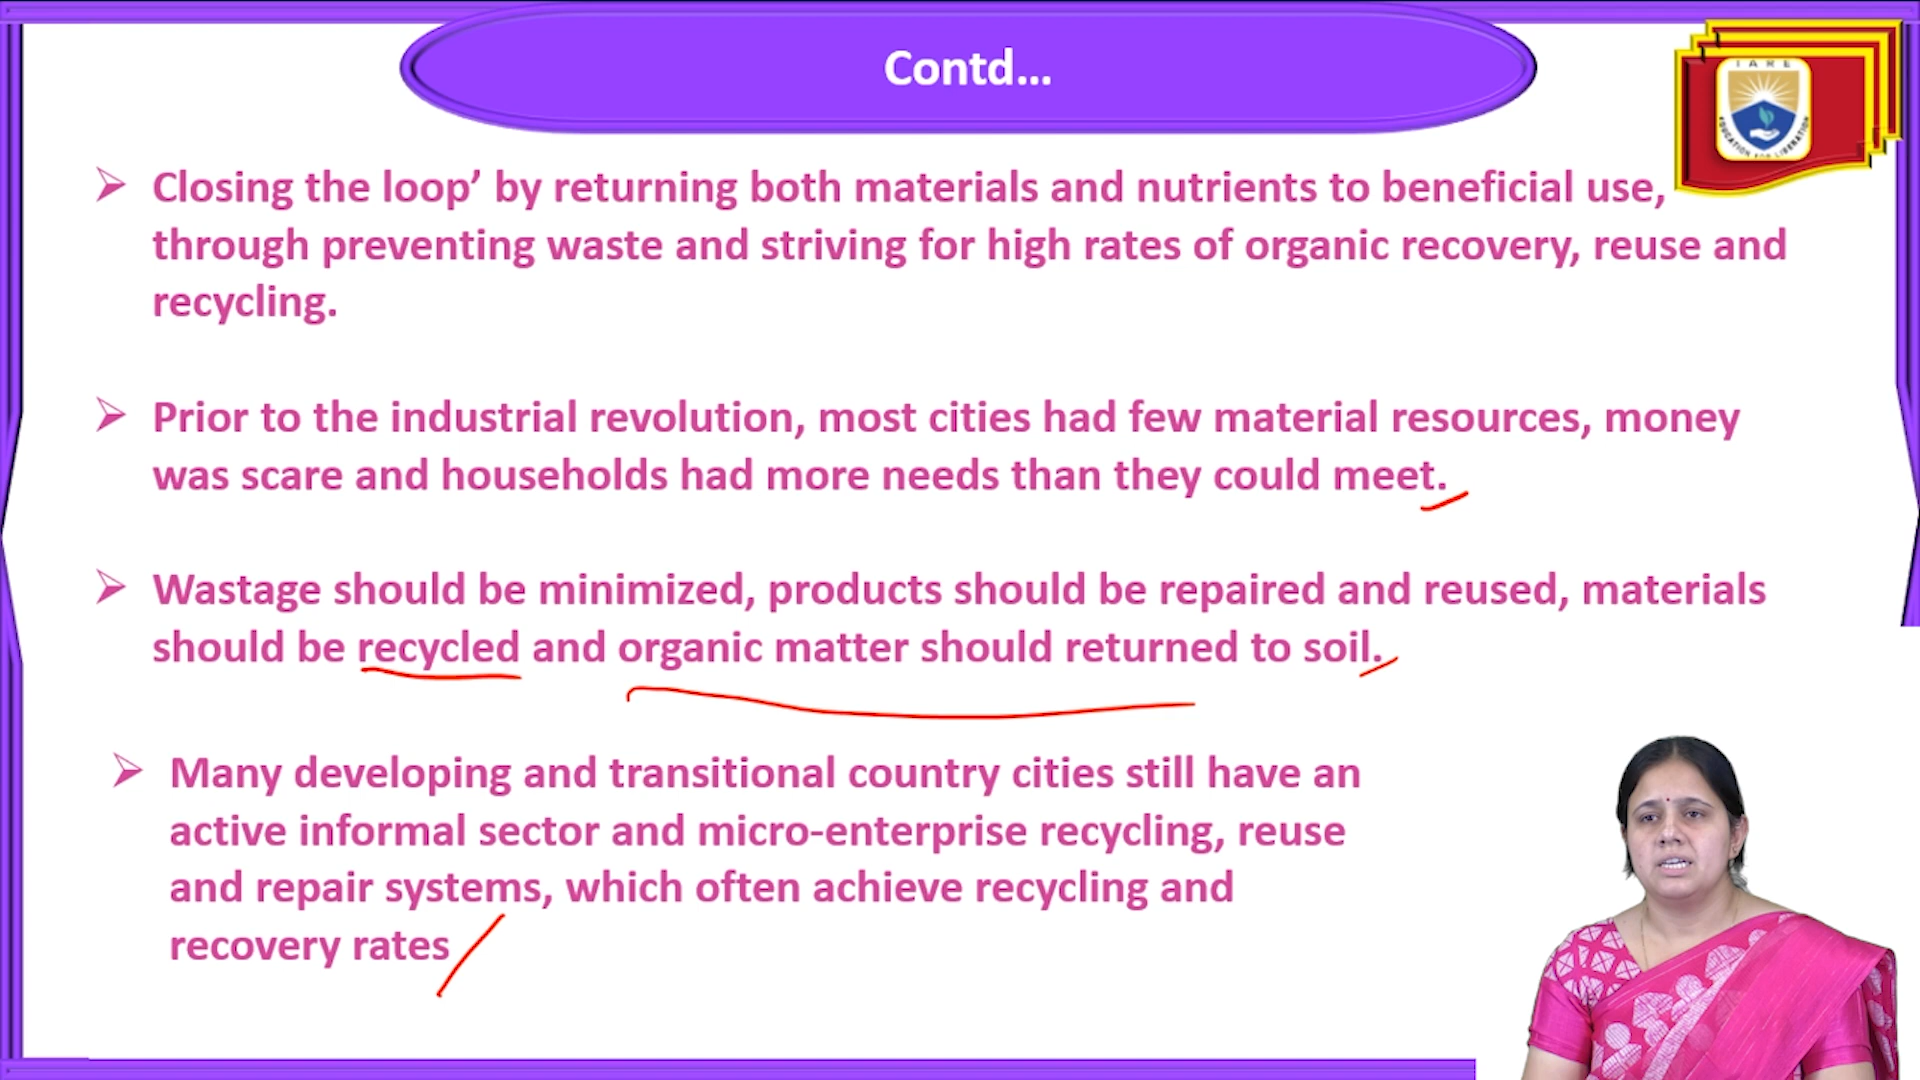 Contd...
IARE
EDUCATION FOR LIBERATION
Closing the loop’ by returning both materials and nutrients to beneficial use,
through preventing waste and striving for high rates of organic recovery, reuse and
recycling.
Prior to the industrial revolution, most cities had few material resources, money
was scare and households had more needs than they could meet.
Wastage should be minimized, products should be repaired and reused, materials
should be recycled and organic matter should returned to soil.
Many developing and transitional country cities still have an
active informal sector and micro-enterprise recycling, reuse
and repair systems, which often achieve recycling and
recovery rates